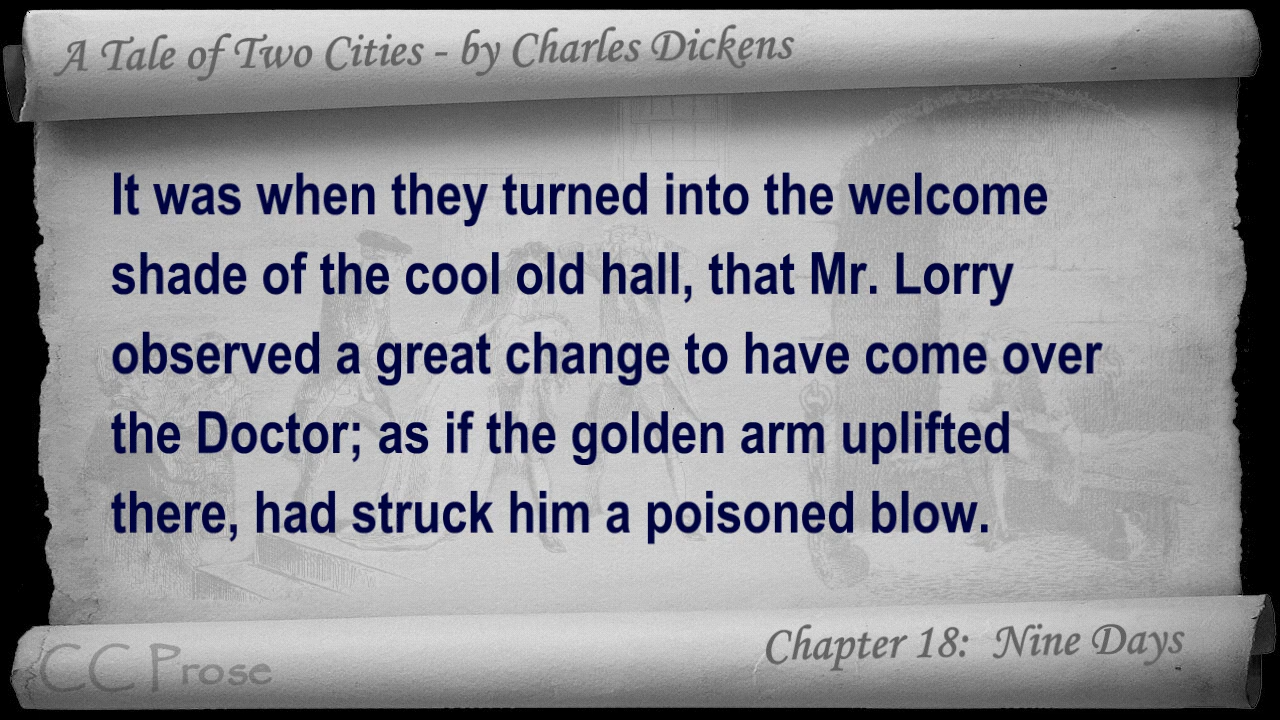 A Tale of Two Cities - by Charles Dickens
It was when they turned into the welcome
shade of the cool old hall, that Mr. Lorry
observed a great change to have come over
the Doctor; as if the golden arm uplifted
there, had struck him a poisoned blow.
Chapter 18: Nine Days
CC Prose